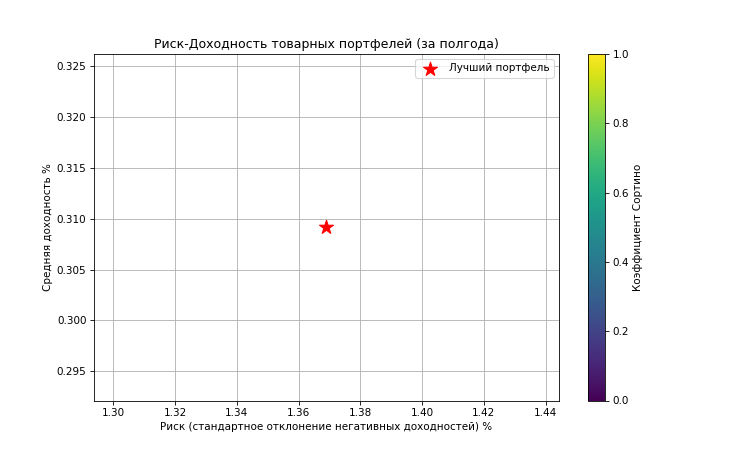 Риск-Доходность товарных портфелей (за полгода)
Лучший портфель
Средняя доходность %
0.325
0.320
0.315
0.310
0.305
0.300
0.295
1.30 1.32 1.34 1.36 1.38 1.40 1.42 1.44
Риск (стандартное отклонение негативных доходностей) %
1.0
0.8
0.6
0.4
0.2
0.0
Коэффициент Сортино